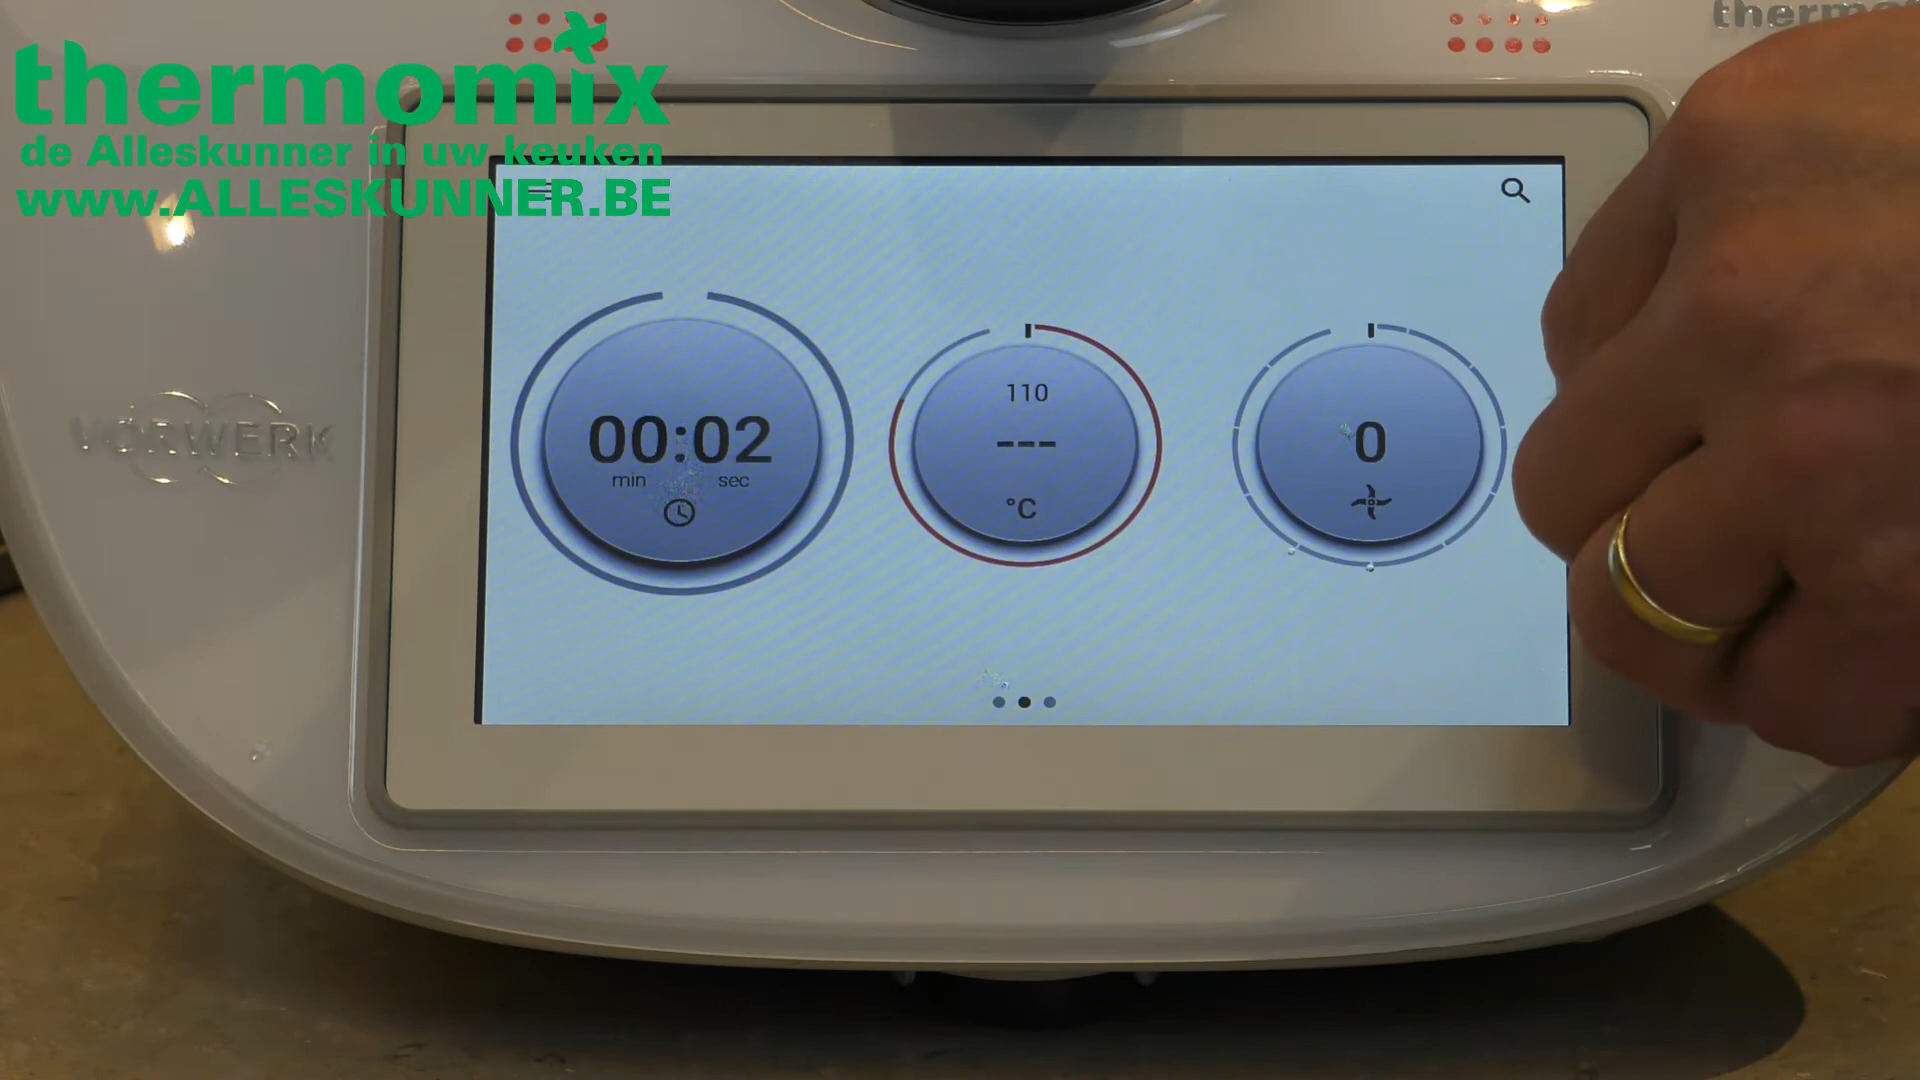 thermomix
de Alleskunner in uw keuken
www.ALLESKUNNER.BE
VORWERK
00:02
min sec
110
---
°C
0